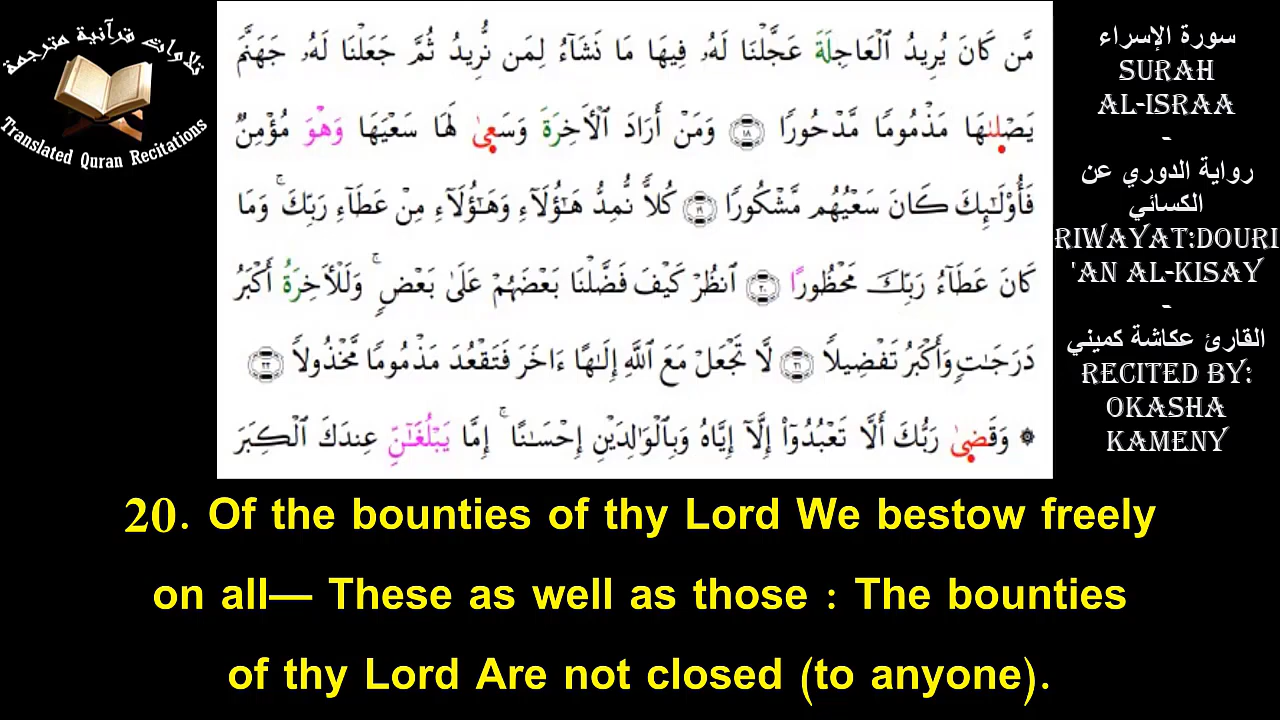 تلاوات قرآنية مترجمة
Translated Quran Recitations
مَّن كَانَ يُرِيدُ ٱلْعَاجِلَةَ عَجَّلْنَا لَهُۥ فِيهَا مَا نَشَآءُ لِمَن نُّرِيدُ ثُمَّ جَعَلْنَا لَهُۥ جَهَنَّمَ
يَصْلَىٰهَا مَذْمُومًا مَّدْحُورًا ۝١٨ وَمَنْ أَرَادَ ٱلْأَخِرَةَ وَسَعَىٰ لَهَا سَعْيَهَا وَهْوَ مُؤْمِنٌ
فَأُوْلَـٰٓئِكَ كَانَ سَعْيُهُم مَّشْكُورًا ۝١٩ كُلًّا نُّمِدُّ هَـٰٓؤُلَآءِ وَهَـٰٓؤُلَآءِ مِنْ عَطَآءِ رَبِّكَ ۚ وَمَا
كَانَ عَطَآءُ رَبِّكَ مَحْظُورًا ۝٢٠ ٱنظُرْ كَيْفَ فَضَّلْنَا بَعْضَهُمْ عَلَىٰ بَعْضٍ ۚ وَلَلْأَخِرَةُ أَكْبَرُ
دَرَجَـٰتٍ وَأَكْبَرُ تَفْضِيلًا ۝٢١ لَّا تَجْعَلْ مَعَ ٱللَّهِ إِلَـٰهًا ءَاخَرَ فَتَقْعُدَ مَذْمُومًا مَّخْذُولًا ۝٢٢
۞ وَقَضَىٰ رَبُّكَ أَلَّا تَعْبُدُوٓا۟ إِلَّآ إِيَّاهُ وَبِٱلْوَٰلِدَيْنِ إِحْسَـٰنًا ۚ إِمَّا يَبْلُغَـٰٓنِّ عِندَكَ ٱلْكِبَرَ
سورة الإسراء
SURAH
AL-ISRAA
-
رواية الدوري عن
الكسائي
RIWAYAT:DOURI
'AN AL-KISAY
-
القارئ عكاشة كميني
RECITED BY:
OKASHA
KAMENY
20. Of the bounties of thy Lord We bestow freely
on all— These as well as those : The bounties
of thy Lord Are not closed (to anyone).